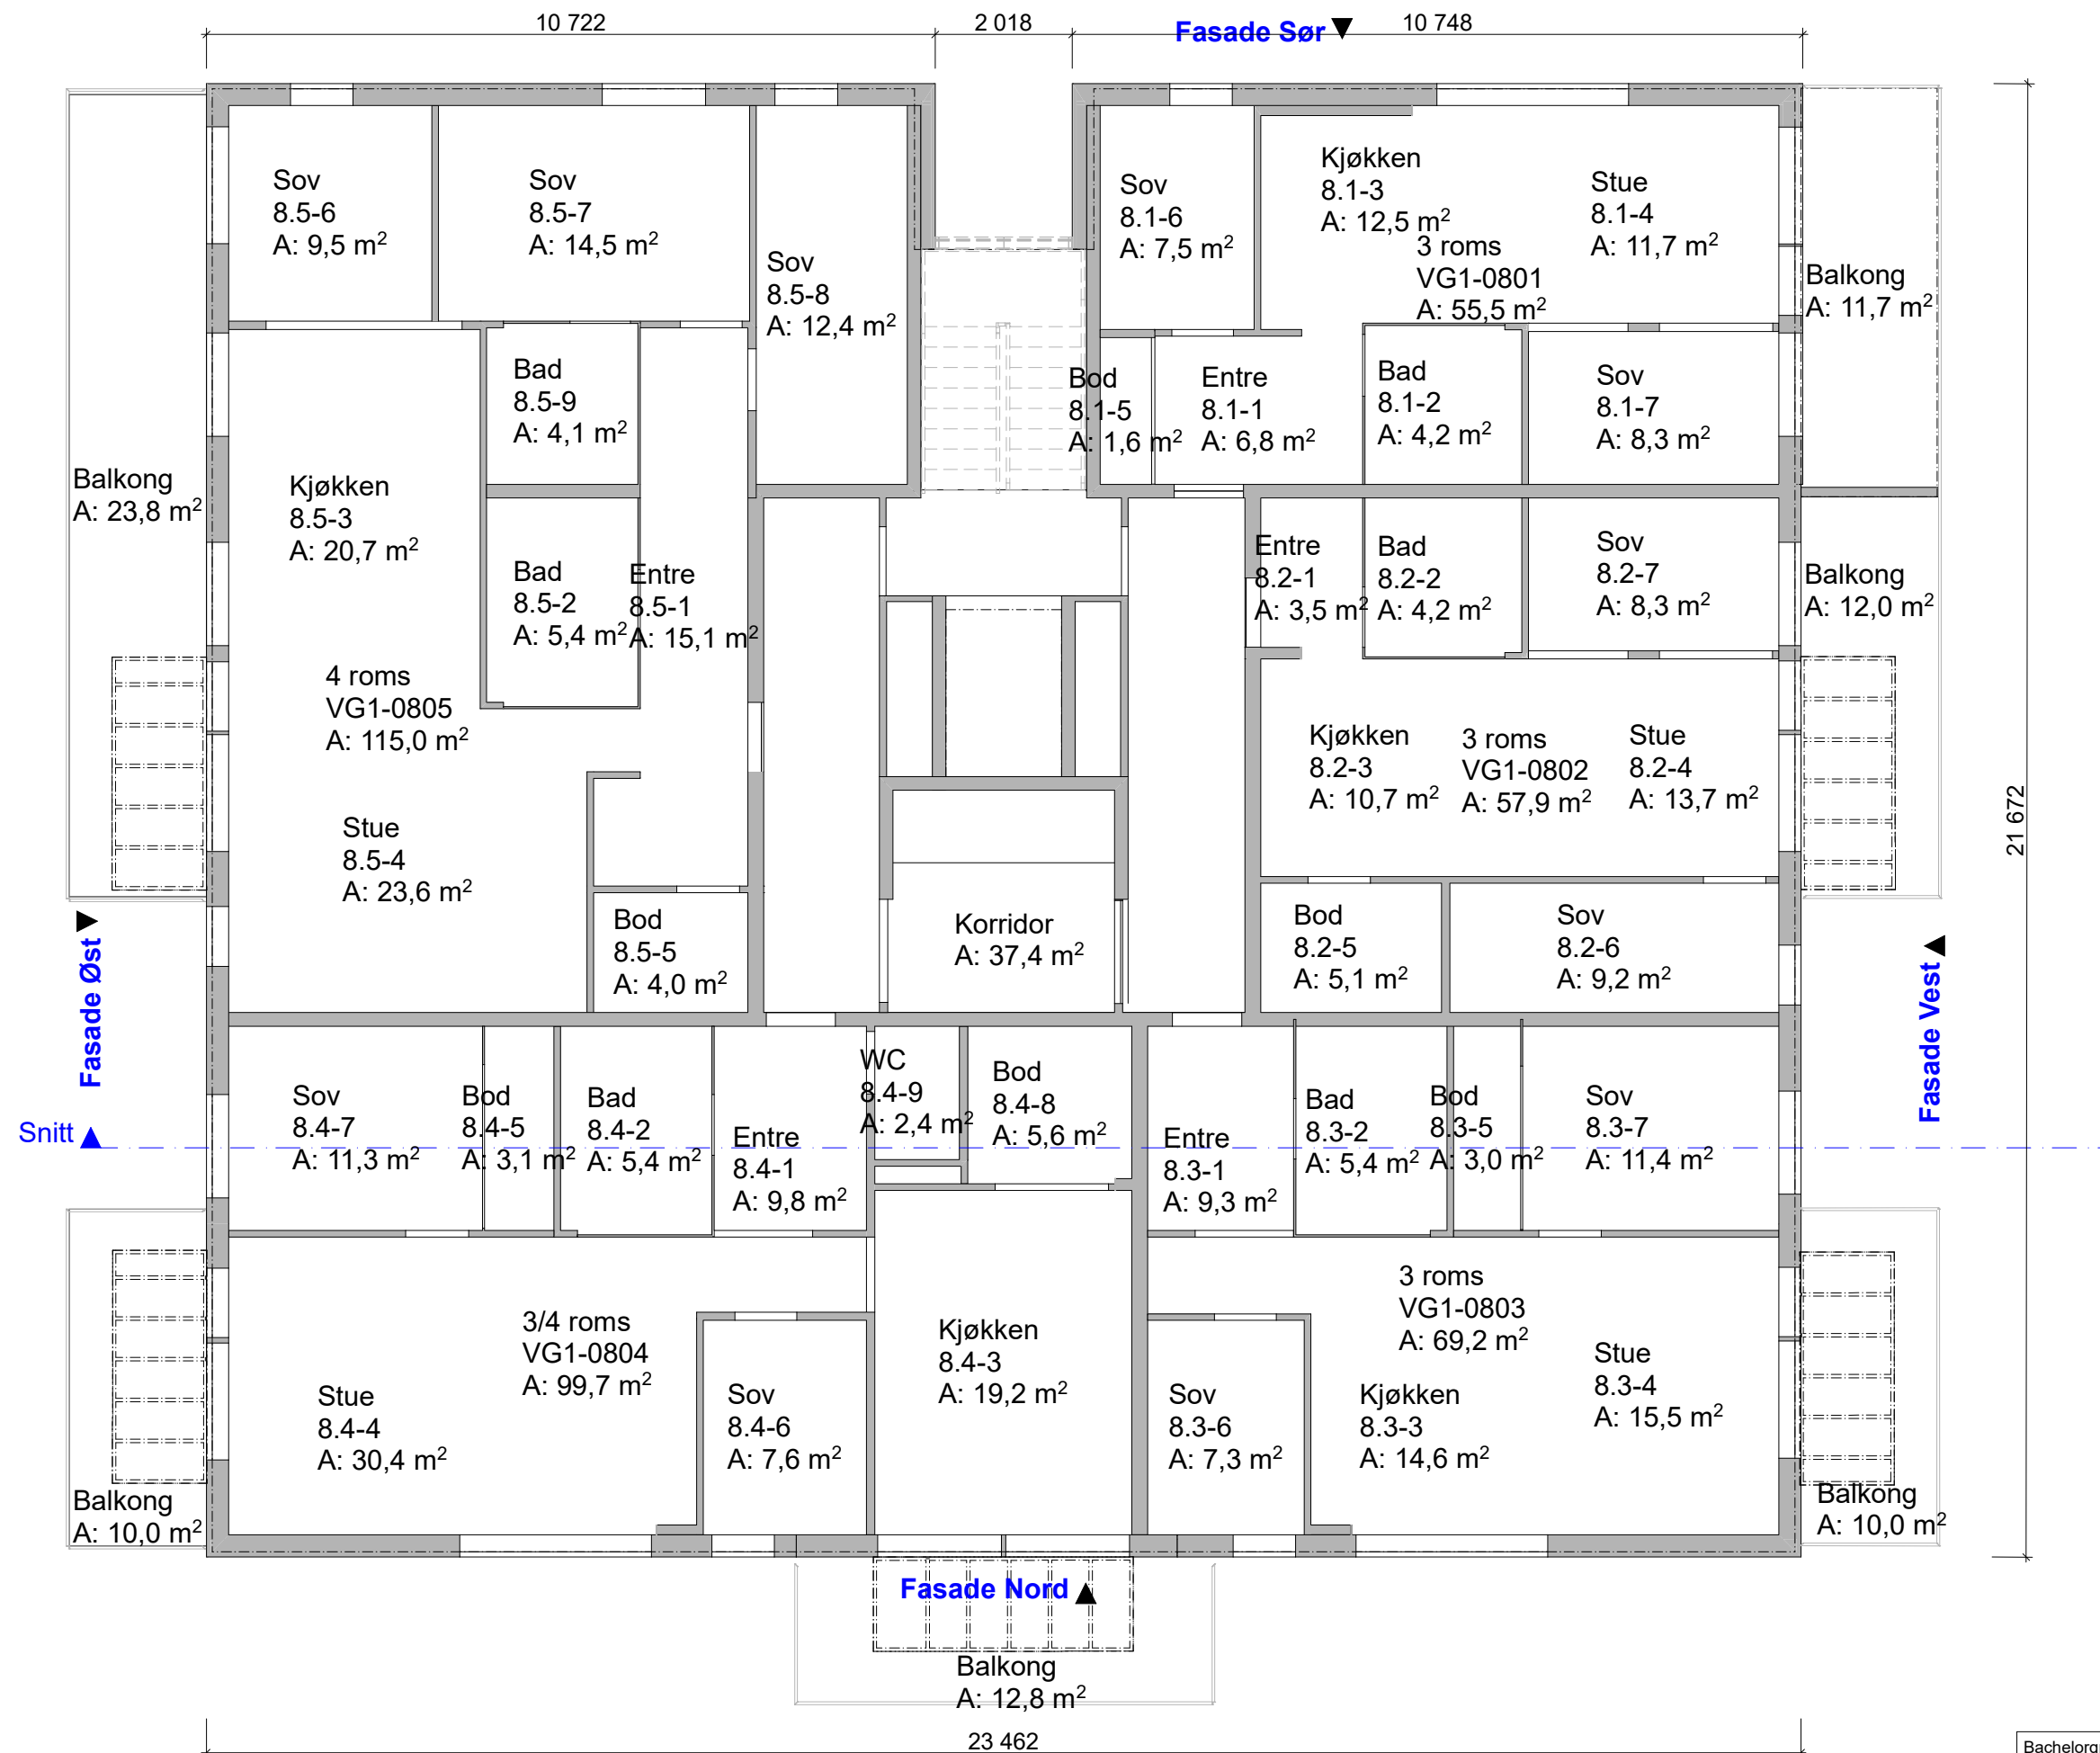 10 722
2 018
Fasade Sør
10 748
Sov
8.5-6
A: 9,5 m²
Sov
8.5-7
A: 14,5 m²
Sov
8.5-8
A: 12,4 m²
Sov
8.1-6
A: 7,5 m²
Kjøkken
8.1-3
A: 12,5 m²
3 roms
VG1-0801
A: 55,5 m²
Stue
8.1-4
A: 11,7 m²
Balkong
A: 11,7 m²
Bad
8.5-9
A: 4,1 m²
Bod
8.1-5
A: 1,6 m²
Entre
8.1-1
A: 6,8 m²
Bad
8.1-2
A: 4,2 m²
Sov
8.1-7
A: 8,3 m²
Balkong
A: 23,8 m²
Kjøkken
8.5-3
A: 20,7 m²
Bad
8.5-2
A: 5,4 m²
Entre
8.5-1
A: 15,1 m²
Entre
8.2-1
A: 3,5 m²
Bad
8.2-2
A: 4,2 m²
Sov
8.2-7
A: 8,3 m²
Balkong
A: 12,0 m²
4 roms
VG1-0805
A: 115,0 m²
Kjøkken
8.2-3
A: 10,7 m²
3 roms
VG1-0802
A: 57,9 m²
Stue
8.2-4
A: 13,7 m²
21 672
Stue
8.5-4
A: 23,6 m²
Bod
8.5-5
A: 4,0 m²
Korridor
A: 37,4 m²
Bod
8.2-5
A: 5,1 m²
Sov
8.2-6
A: 9,2 m²
Fasade Øst
Fasade Vest
Snitt
Sov
8.4-7
A: 11,3 m²
Bod
8.4-5
A: 3,1 m²
Bad
8.4-2
A: 5,4 m²
Entre
8.4-1
A: 9,8 m²
WC
8.4-9
A: 2,4 m²
Bod
8.4-8
A: 5,6 m²
Entre
8.3-1
A: 9,3 m²
Bad
8.3-2
A: 5,4 m²
Bod
8.3-5
A: 3,0 m²
Sov
8.3-7
A: 11,4 m²
3/4 roms
VG1-0804
A: 99,7 m²
Stue
8.4-4
A: 30,4 m²
Sov
8.4-6
A: 7,6 m²
Kjøkken
8.4-3
A: 19,2 m²
Sov
8.3-6
A: 7,3 m²
3 roms
VG1-0803
A: 69,2 m²
Kjøkken
8.3-3
A: 14,6 m²
Stue
8.3-4
A: 15,5 m²
Balkong
A: 10,0 m²
Balkong
A: 10,0 m²
Fasade Nord
Balkong
A: 12,8 m²
23 462